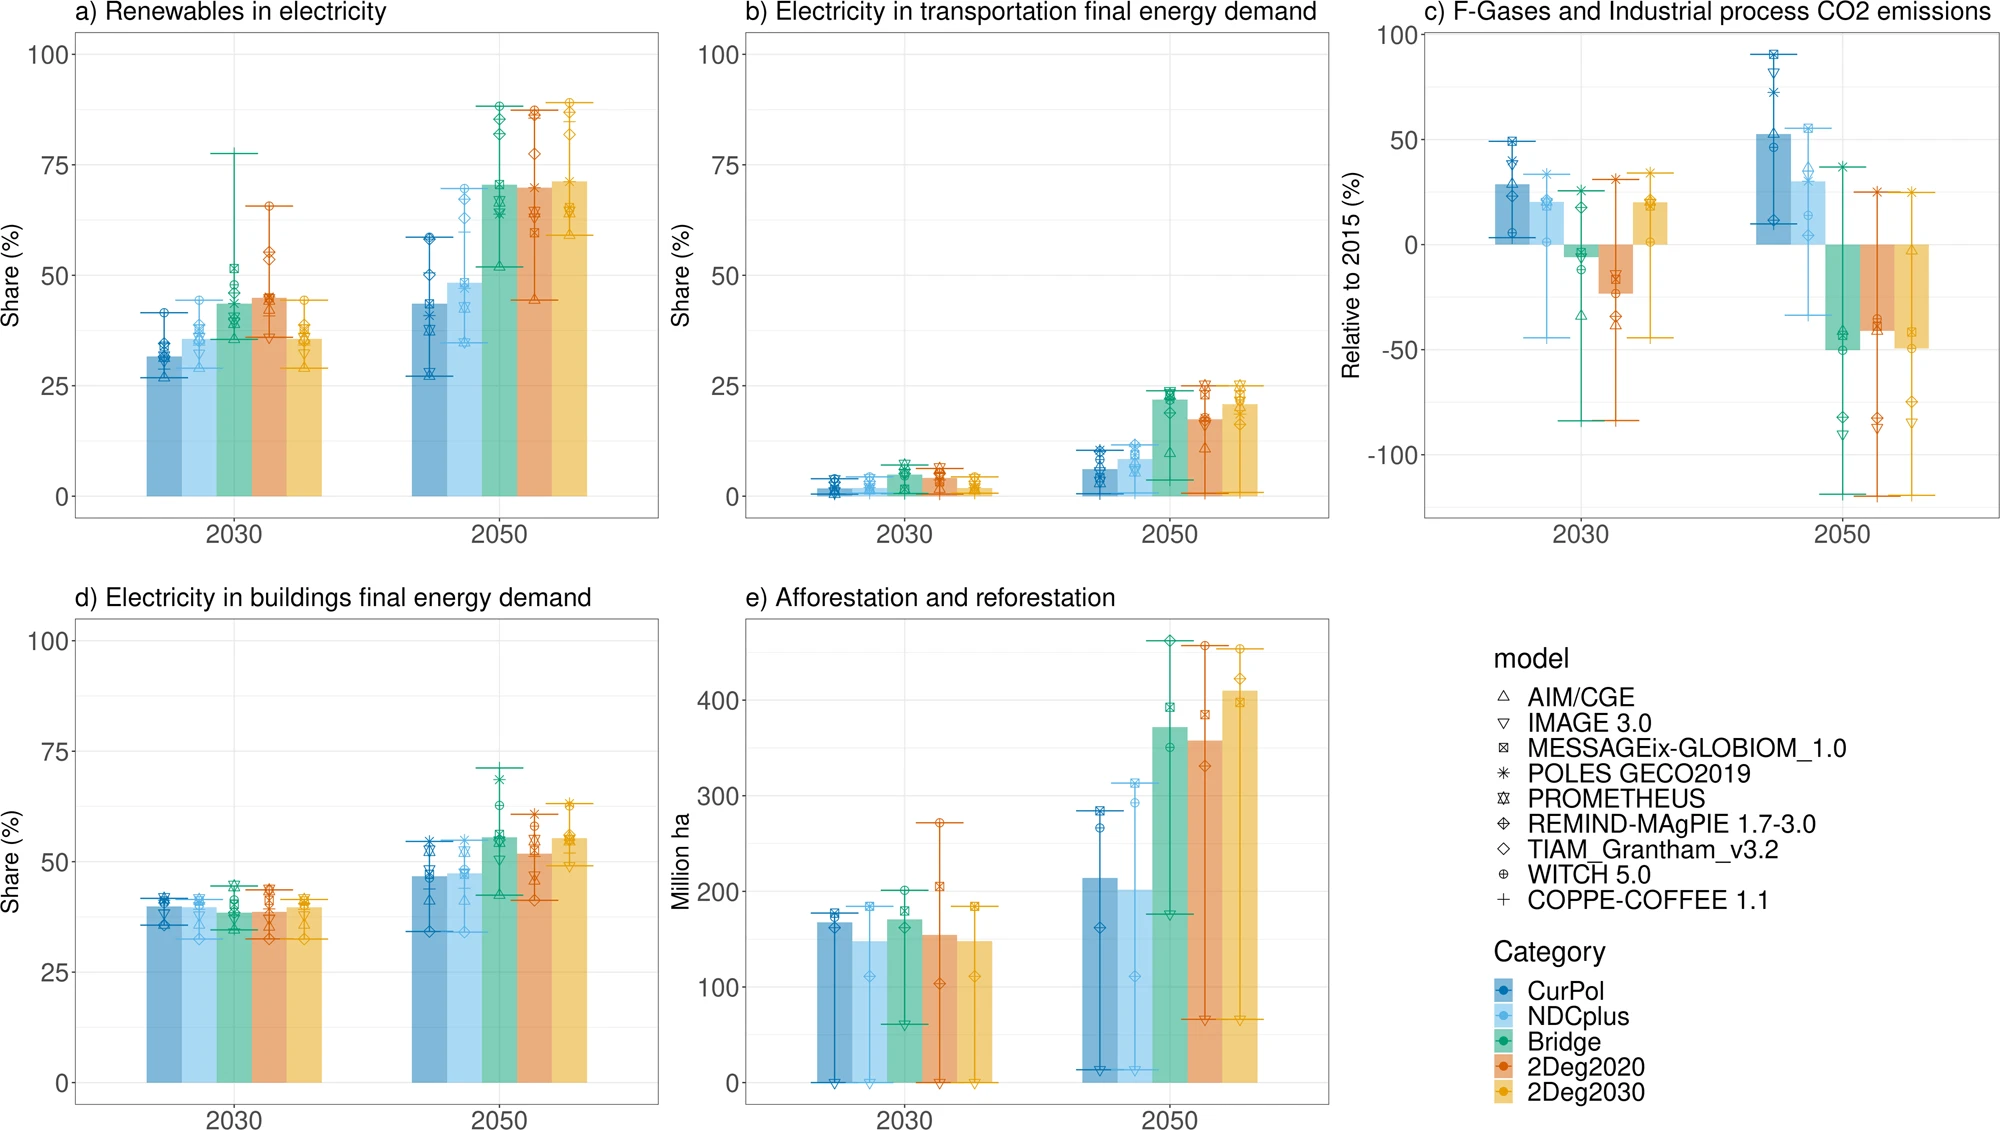 a) Renewables in electricity
Share (%)
100
75
50
25
0
2030
2050
b) Electricity in transportation final energy demand
Share (%)
100
75
50
25
0
2030
2050
c) F-Gases and Industrial process CO2 emissions
Relative to 2015 (%)
100
50
0
-50
-100
2030
2050
d) Electricity in buildings final energy demand
Share (%)
100
75
50
25
0
2030
2050
e) Afforestation and reforestation
Million ha
400
300
200
100
0
2030
2050
model
AIM/CGE
IMAGE 3.0
MESSAGEix-GLOBIOM_1.0
POLES GECO2019
PROMETHEUS
REMIND-MAgPIE 1.7-3.0
TIAM_Grantham_v3.2
WITCH 5.0
COPPE-COFFEE 1.1
Category
CurPol
NDCplus
Bridge
2Deg2020
2Deg2030